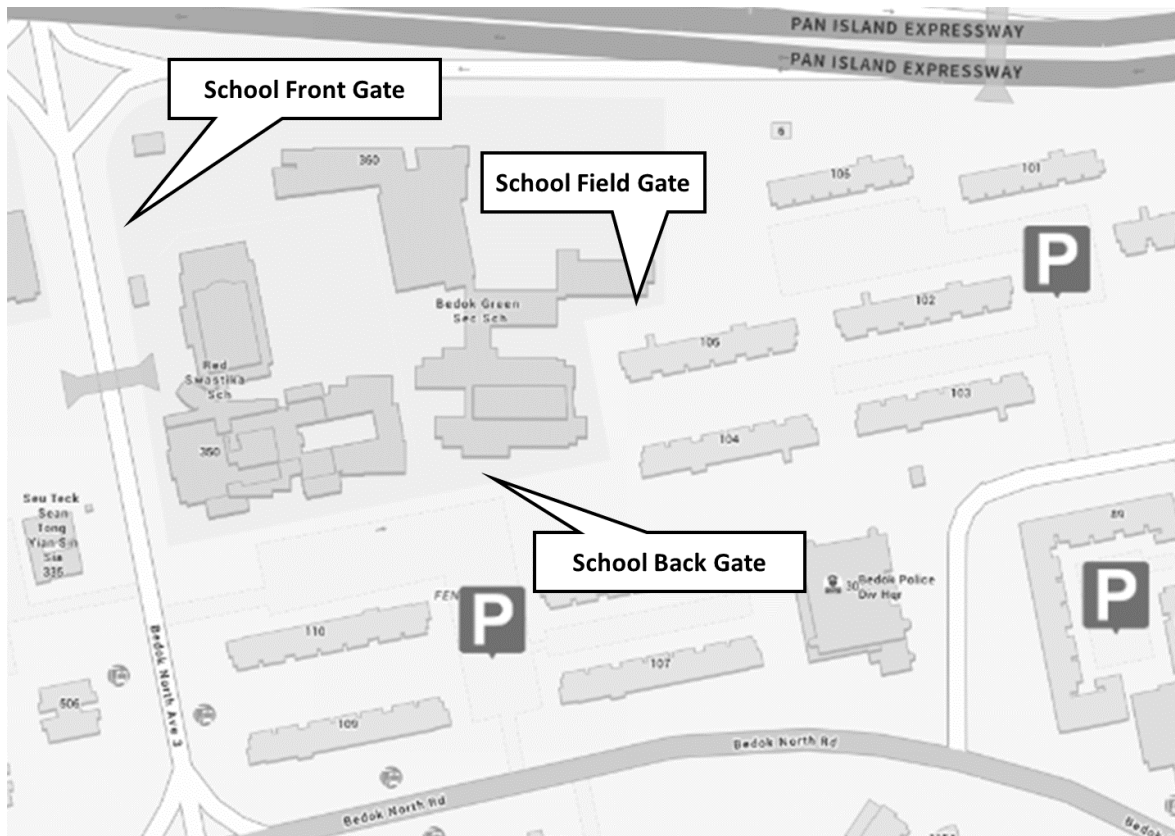 PAN ISLAND EXPRESSWAY
PAN ISLAND EXPRESSWAY
School Front Gate
6
360
School Field Gate
106
101
P
Bedok Green
Sec Sch
102
105
Red
Swastika
Sch
103
104
350
Seu Teck
Sean
Tong
Yian Sin
Sia
335
89
School Back Gate
30
Bedok Police
Div Hqr
P
FEN
P
110
107
Bedok North Ave 3
506
109
Bedok North Rd
Bedok North Rd